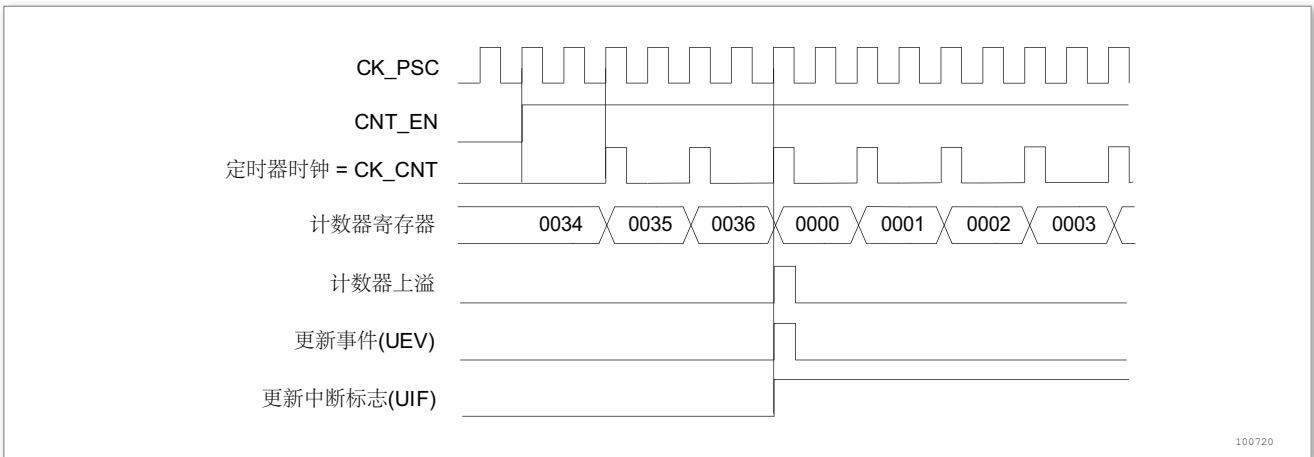 CK_PSC
CNT_EN
定时器时钟 = CK_CNT
计数器寄存器 0034 0035 0036 0000 0001 0002 0003
计数器上溢
更新事件(UEV)
更新中断标志(UIF)
100720